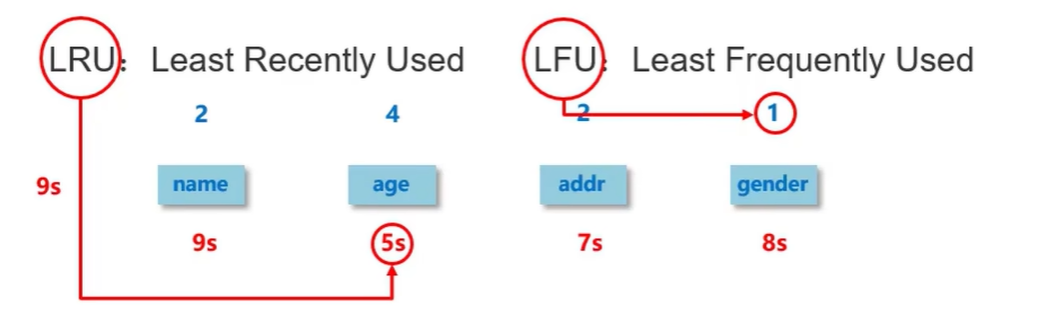 LRU：Least Recently Used LFU：Least Frequently Used
2 4 2 1
9s name age addr gender
9s 5s 7s 8s